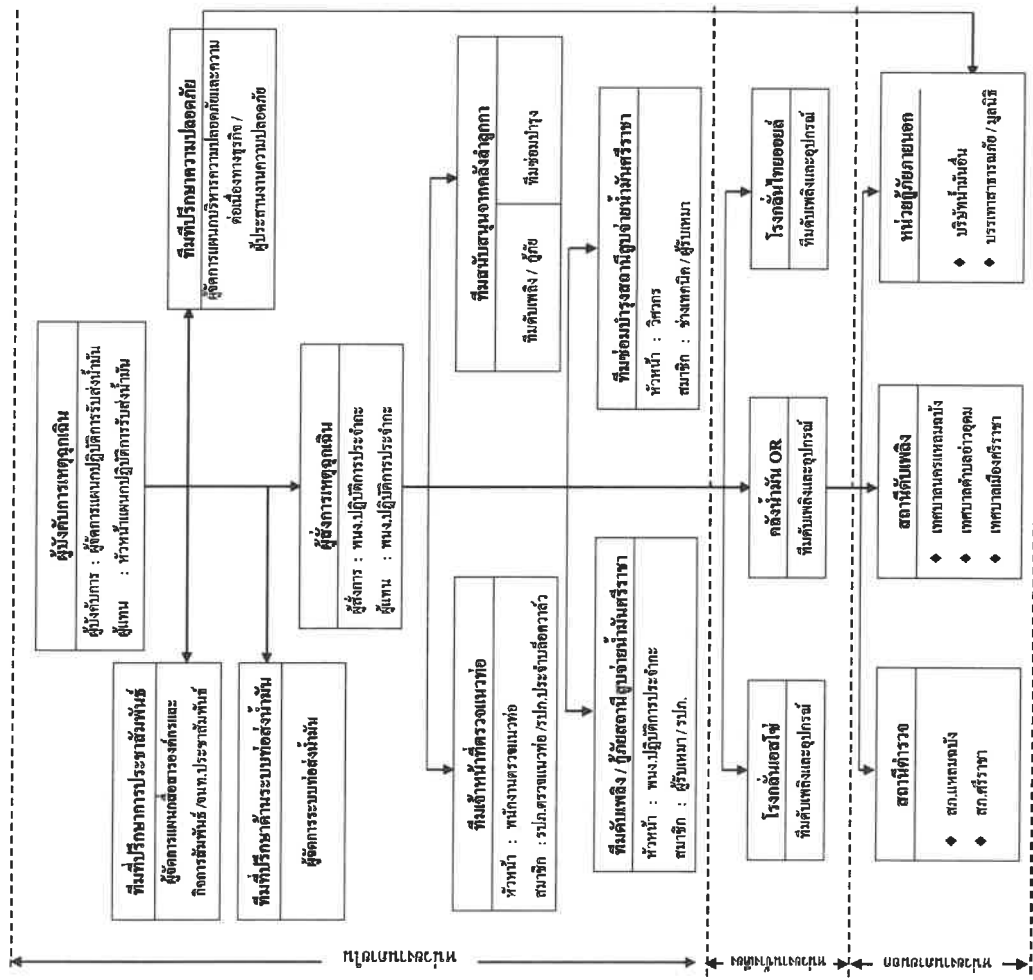 ผู้บังคับการเหตุฉุกเฉิน
ผู้บังคับการ : ผู้จัดการแผนกปฏิบัติการรับส่งน้ำมัน
ผู้แทน : หัวหน้าแผนกปฏิบัติการรับส่งน้ำมัน
ทีมที่ปรึกษาการประชาสัมพันธ์
ผู้จัดการแผนกสื่อสารองค์กรและ
กิจการสัมพันธ์ /จนท.ประชาสัมพันธ์
ทีมที่ปรึกษาความปลอดภัย
ผู้จัดการแผนกบริหารความปลอดภัยและความ
ต่อเนื่องทางธุรกิจ /
ผู้ประสานงานความปลอดภัย
ทีมที่ปรึกษาด้านระบบท่อส่งน้ำมัน
ผู้จัดการระบบท่อส่งน้ำมัน
ผู้สั่งการเหตุฉุกเฉิน
ผู้สั่งการ : พนง.ปฏิบัติการประจำกะ
ผู้แทน : พนง.ปฏิบัติการประจำกะ
ทีมเจ้าหน้าที่ตรวจแนวท่อ
หัวหน้า : พนักงานตรวจแนวท่อ
สมาชิก : รปภ.ตรวจแนวท่อ /รปภ.ประจำบล็อควาล์ว
ทีมสนับสนุนจากคลังลำลูกกา
ทีมดับเพลิง / กู้ภัย
ทีมซ่อมบำรุง
ทีมดับเพลิง / กู้ภัยสถานีสูบจ่ายน้ำมันศรีราชา
หัวหน้า : พนง.ปฏิบัติการประจำกะ
สมาชิก : ผู้รับเหมา / รปภ.
ทีมซ่อมบำรุงสถานีสูบจ่ายน้ำมันศรีราชา
หัวหน้า : วิศวกร
สมาชิก : ช่างเทคนิค / ผู้รับเหมา
โรงกลั่นเอสโซ่
ทีมดับเพลิงและอุปกรณ์
คลังน้ำมัน OR
ทีมดับเพลิงและอุปกรณ์
โรงกลั่นไทยออยล์
ทีมดับเพลิงและอุปกรณ์
สถานีตำรวจ
◆ สภ.แหลมฉบัง
◆ สภ.ศรีราชา
สถานีดับเพลิง
◆ เทศบาลนครแหลมฉบัง
◆ เทศบาลตำบลอ่าวอุดม
◆ เทศบาลเมืองศรีราชา
หน่วยกู้ภัยภายนอก
◆ บริษัทน้ำมันอื่น
◆ บรรเทาสาธารณภัย / มูลนิธิ
หน่วยงานภายใน
หน่วยงานข้างเคียง
หน่วยงานภายนอก